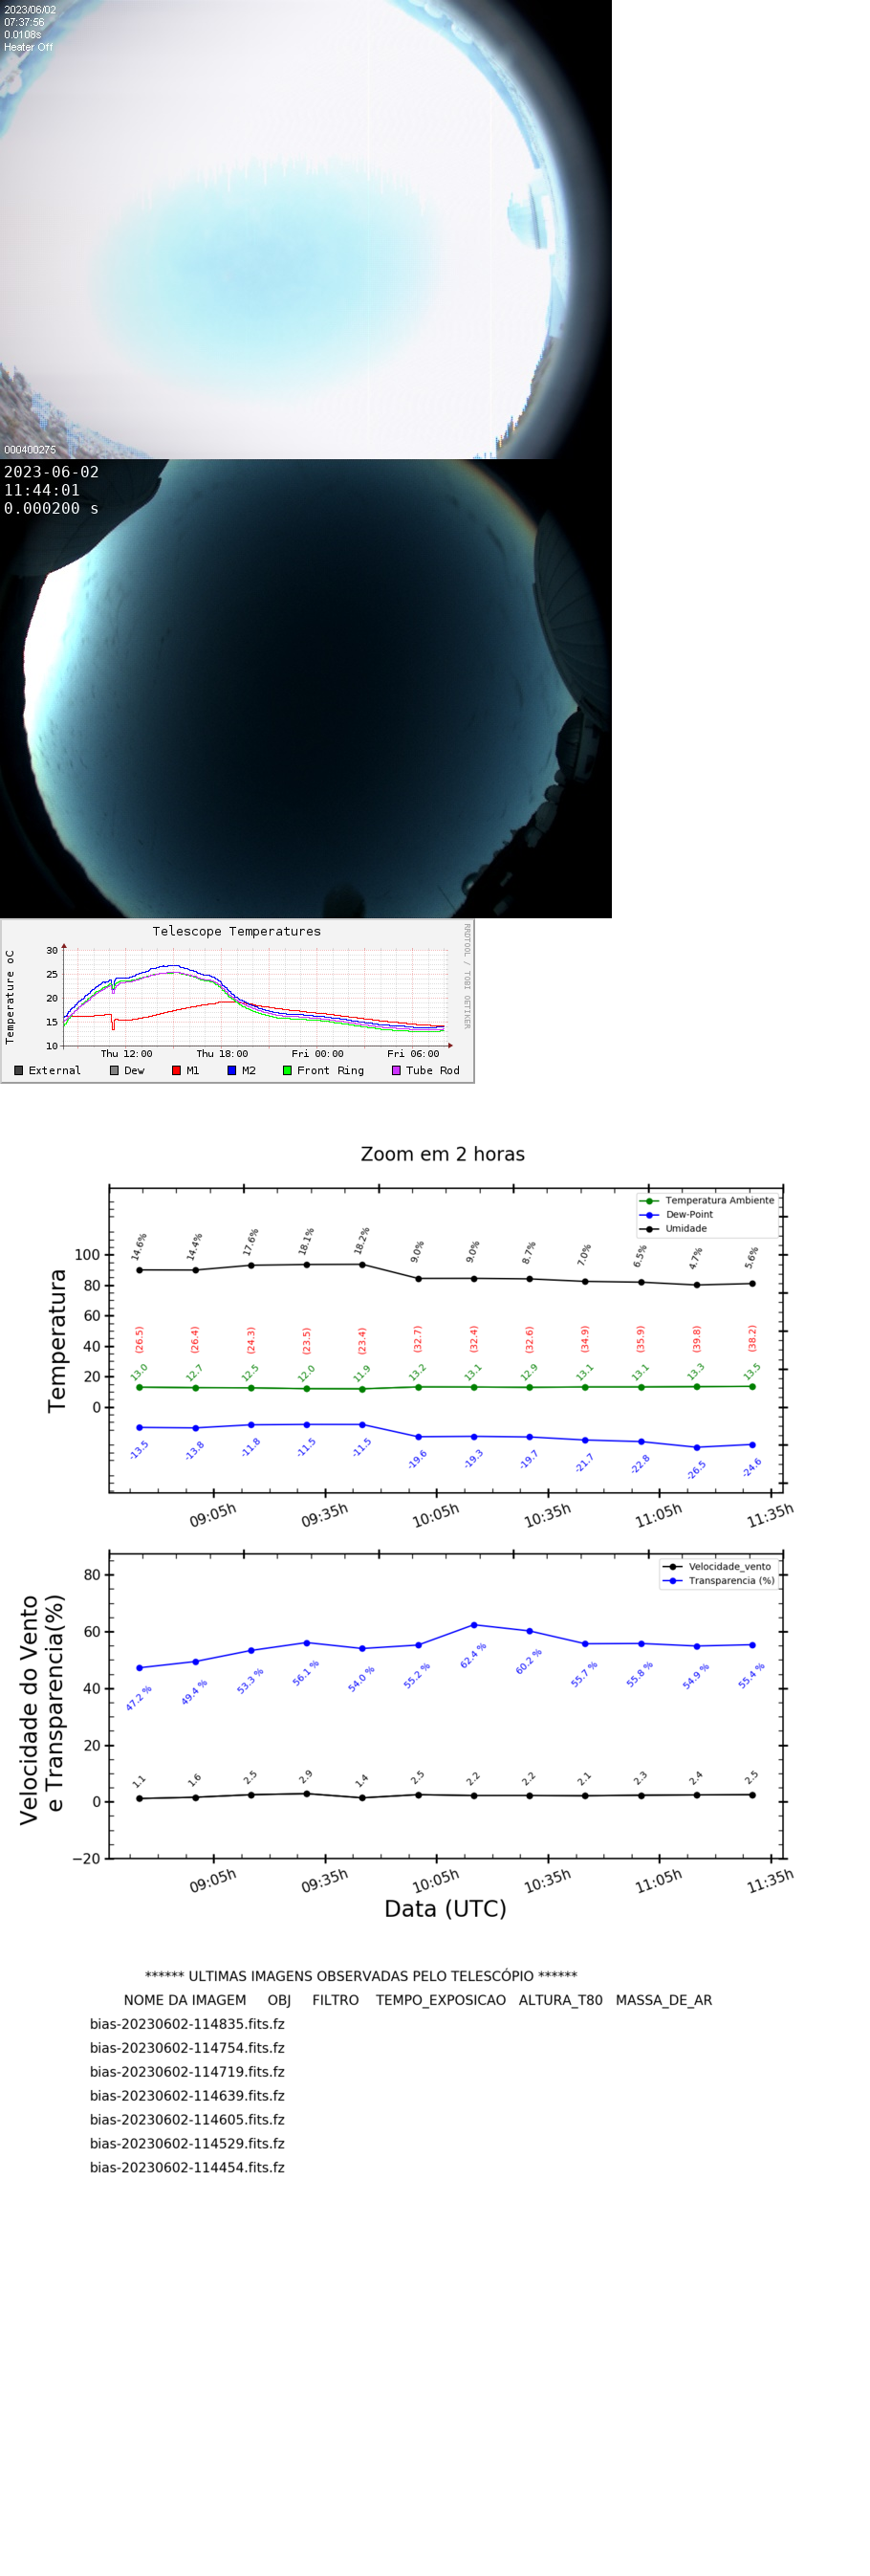 2023/06/02
07:37:56
0.0108s
Heater Off
000400275
2023-06-02
11:44:01
0.000200 s
Telescope Temperatures
RRDTOOL / TOBI OETIKER
Temperature oC
30
25
20
15
10
Thu 12:00 Thu 18:00 Fri 00:00 Fri 06:00
External Dew M1 M2 Front Ring Tube Rod
Zoom em 2 horas
Temperatura Ambiente
Dew-Point
Umidade
Temperatura
100
80
60
40
20
0
14.6% 14.4% 17.6% 18.1% 18.2% 9.0% 9.0% 8.7% 7.0% 6.5% 4.7% 5.6%
(26.5) (26.4) (24.3) (23.5) (23.4) (32.7) (32.4) (32.6) (34.9) (35.9) (39.8) (38.2)
13.0 12.7 12.5 12.0 11.9 13.2 13.1 12.9 13.1 13.1 13.3 13.5
-13.5 -13.8 -11.8 -11.5 -11.5 -19.6 -19.3 -19.7 -21.7 -22.8 -26.5 -24.6
09:05h 09:35h 10:05h 10:35h 11:05h 11:35h
Velocidade_vento
Transparencia (%)
Velocidade do Vento
e Transparencia(%)
80
60
40
20
0
−20
47.2 % 49.4 % 53.3 % 56.1 % 54.0 % 55.2 % 62.4 % 60.2 % 55.7 % 55.8 % 54.9 % 55.4 %
1.1 1.6 2.5 2.9 1.4 2.5 2.2 2.2 2.1 2.3 2.4 2.5
09:05h 09:35h 10:05h 10:35h 11:05h 11:35h
Data (UTC)
****** ULTIMAS IMAGENS OBSERVADAS PELO TELESCÓPIO ******
NOME DA IMAGEM OBJ FILTRO TEMPO_EXPOSICAO ALTURA_T80 MASSA_DE_AR
bias-20230602-114835.fits.fz
bias-20230602-114754.fits.fz
bias-20230602-114719.fits.fz
bias-20230602-114639.fits.fz
bias-20230602-114605.fits.fz
bias-20230602-114529.fits.fz
bias-20230602-114454.fits.fz